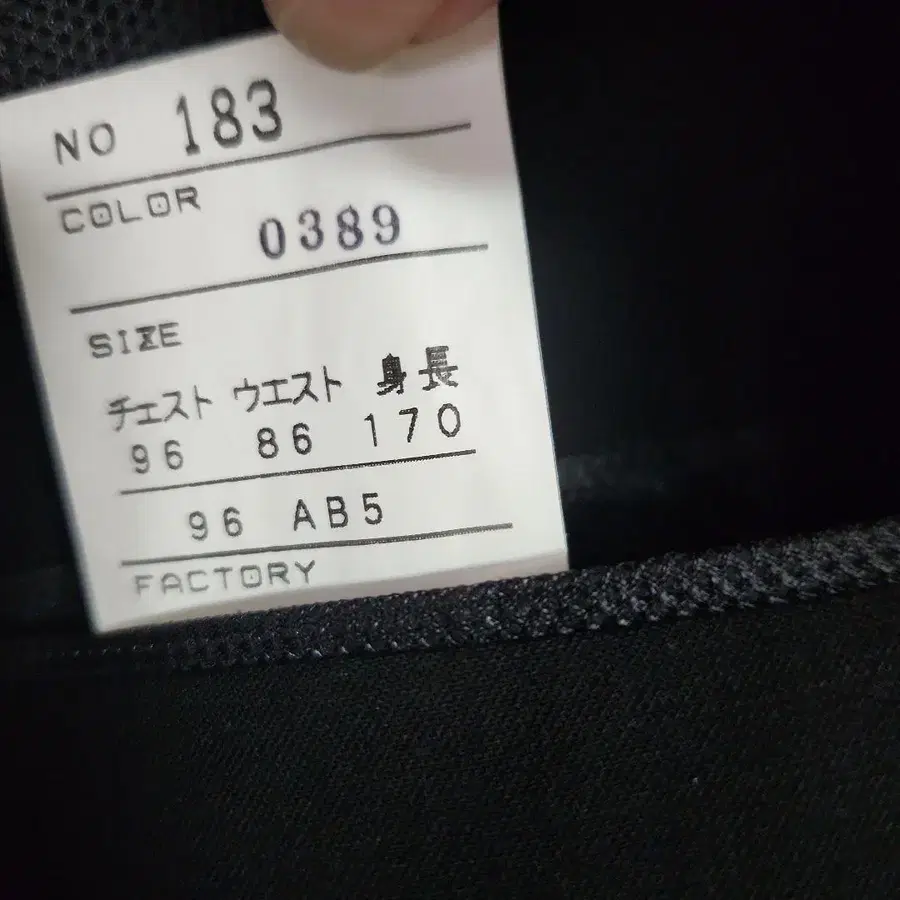 NO 183
COLOR
0389
SIZE
チェスト ウエスト 身長
96 86 170
96 AB5
FACTORY